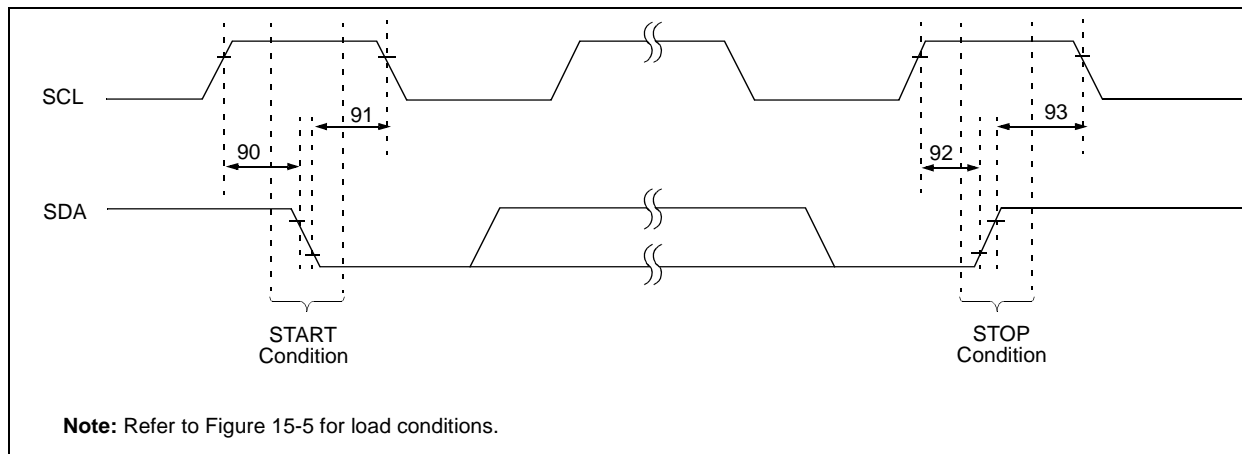 SCL
91
93
90
92
SDA
START
Condition
STOP
Condition
Note: Refer to Figure 15-5 for load conditions.